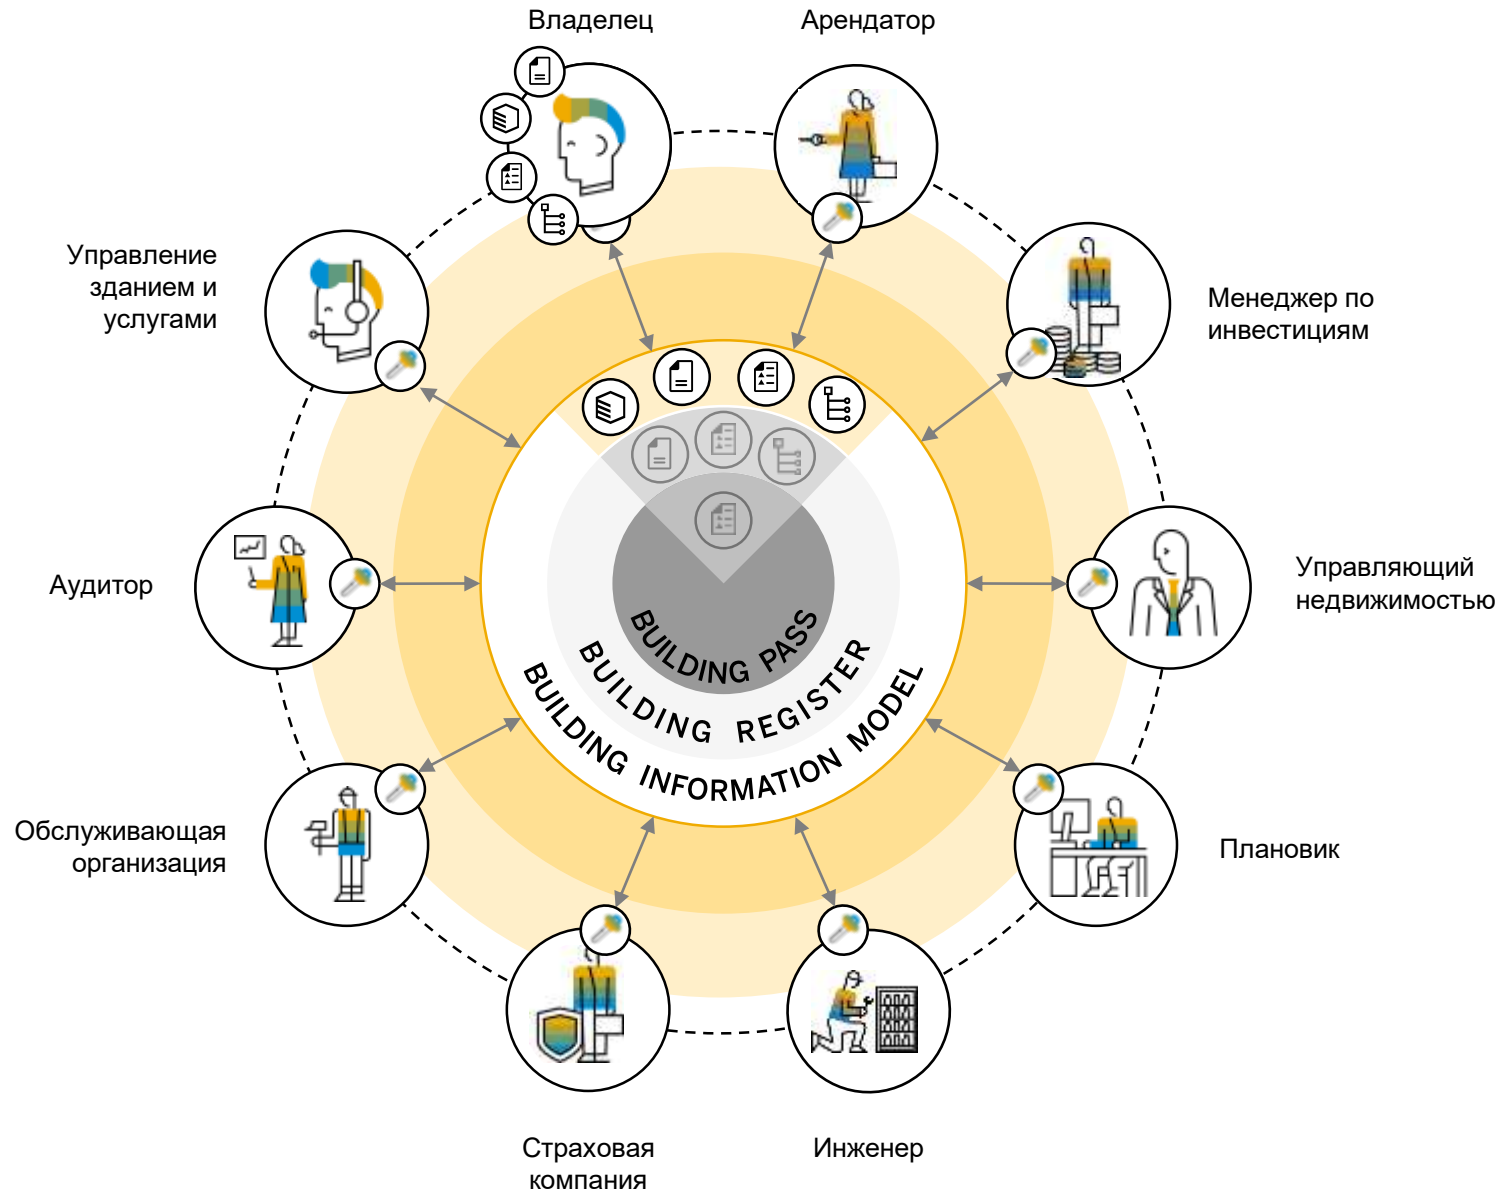 Владелец
Арендатор
Управление
зданием и
услугами
Менеджер по
инвестициям
Аудитор
Управляющий
недвижимостью
BUILDING PASS
BUILDING REGISTER
BUILDING INFORMATION MODEL
Обслуживающая
организация
Плановик
Страховая
компания
Инженер